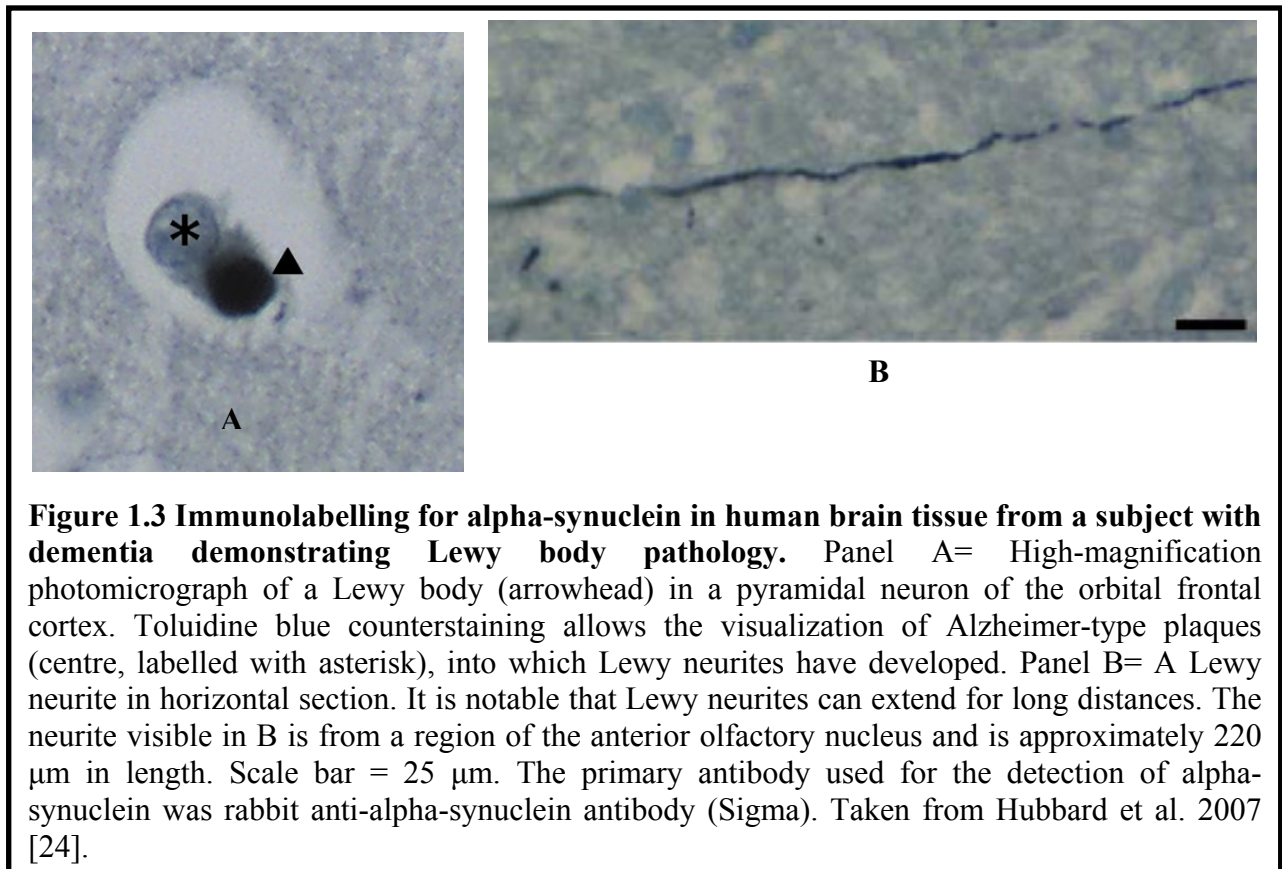 *
A
B
Figure 1.3 Immunolabelling for alpha-synuclein in human brain tissue from a subject with
dementia demonstrating Lewy body pathology. Panel A= High-magnification
photomicrograph of a Lewy body (arrowhead) in a pyramidal neuron of the orbital frontal
cortex. Toluidine blue counterstaining allows the visualization of Alzheimer-type plaques
(centre, labelled with asterisk), into which Lewy neurites have developed. Panel B= A Lewy
neurite in horizontal section. It is notable that Lewy neurites can extend for long distances. The
neurite visible in B is from a region of the anterior olfactory nucleus and is approximately 220
μm in length. Scale bar = 25 μm. The primary antibody used for the detection of alpha-
synuclein was rabbit anti-alpha-synuclein antibody (Sigma). Taken from Hubbard et al. 2007
[24].